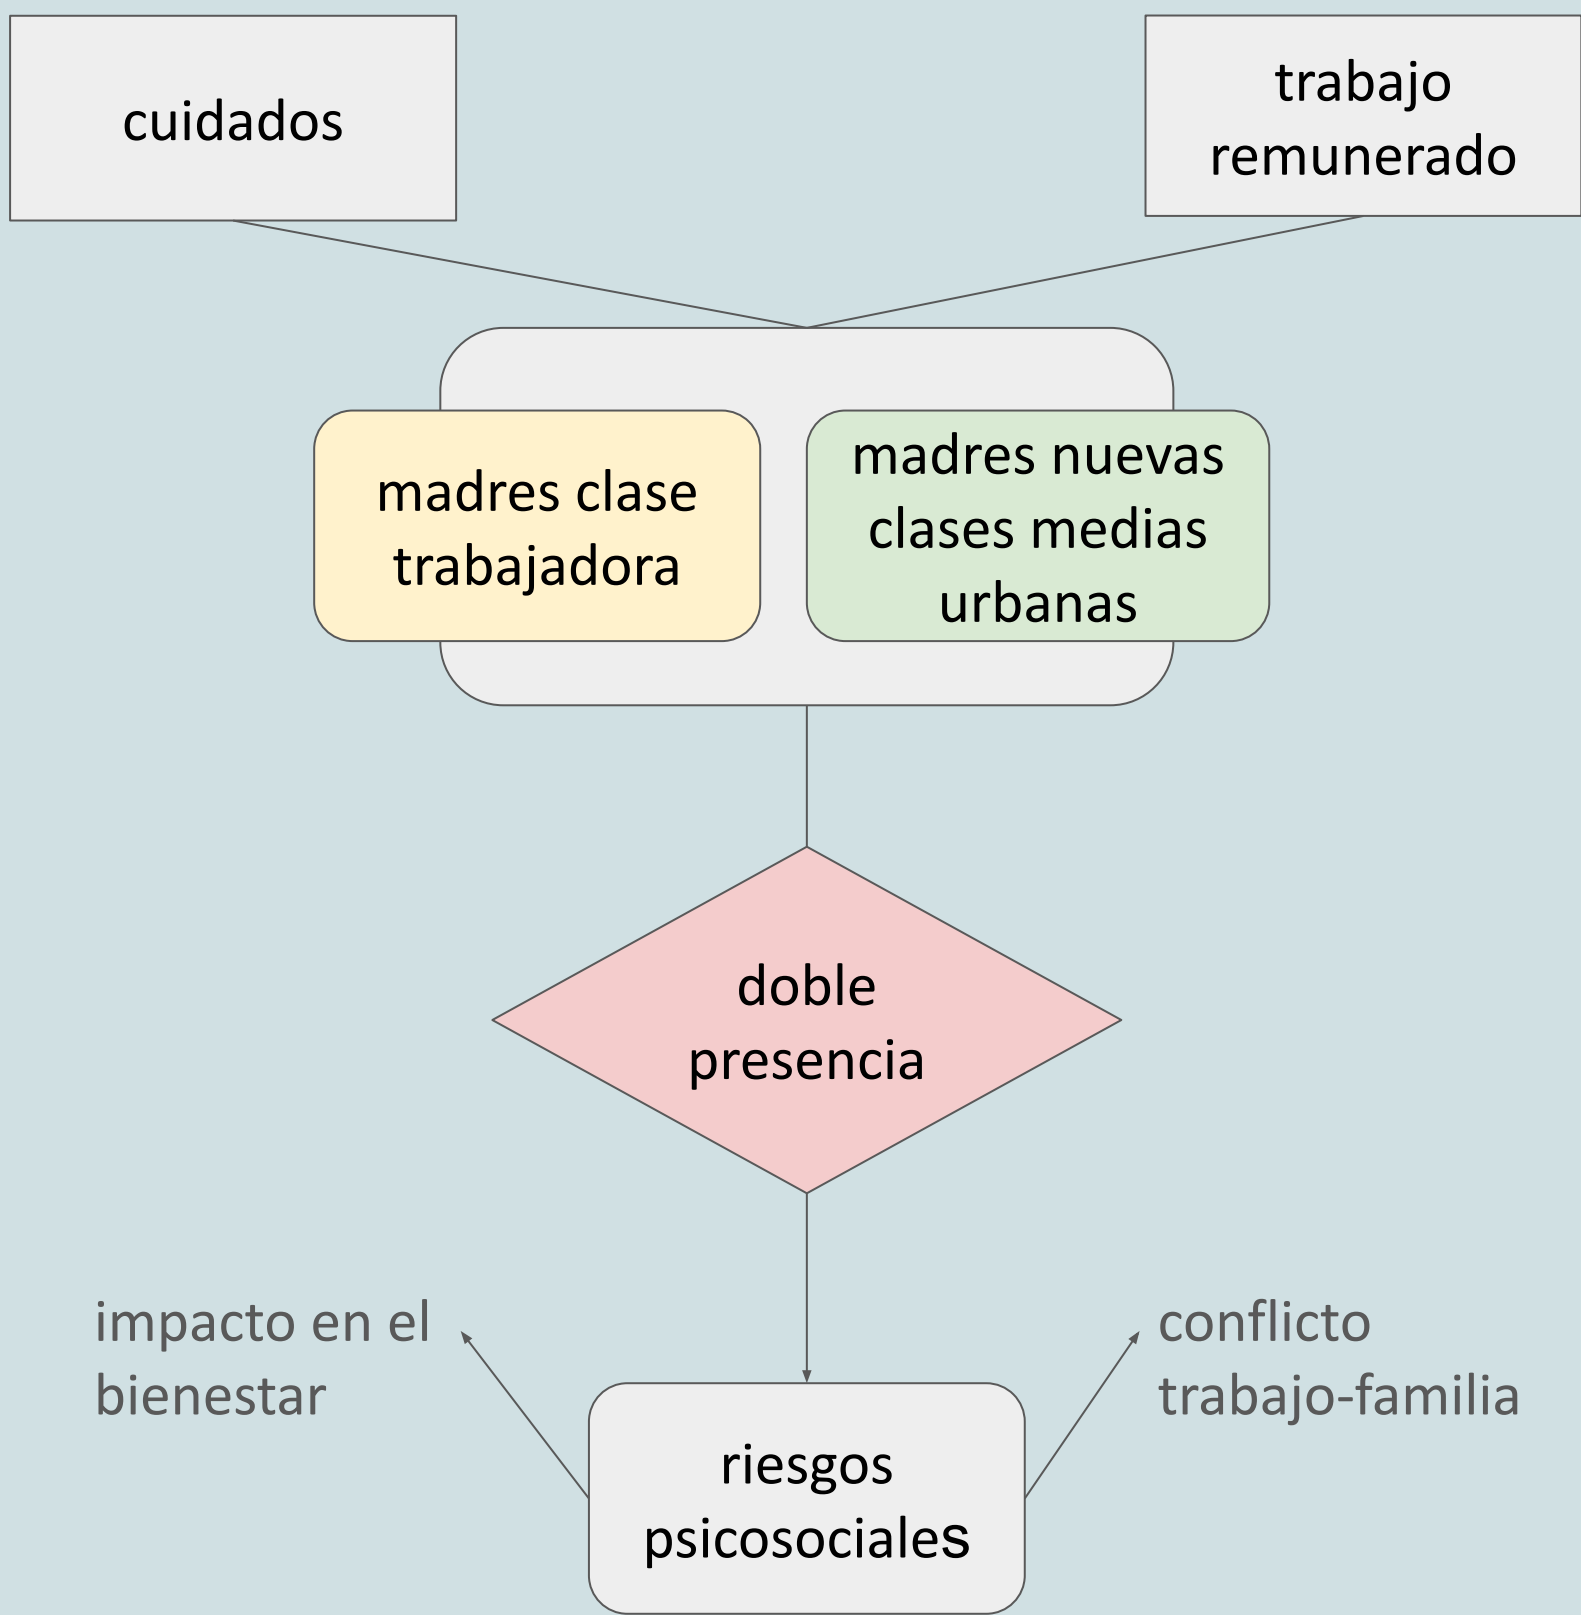 cuidados
trabajo
remunerado
madres clase
trabajadora
madres nuevas
clases medias
urbanas
doble
presencia
impacto en el
bienestar
conflicto
trabajo-familia
riesgos
psicosociales